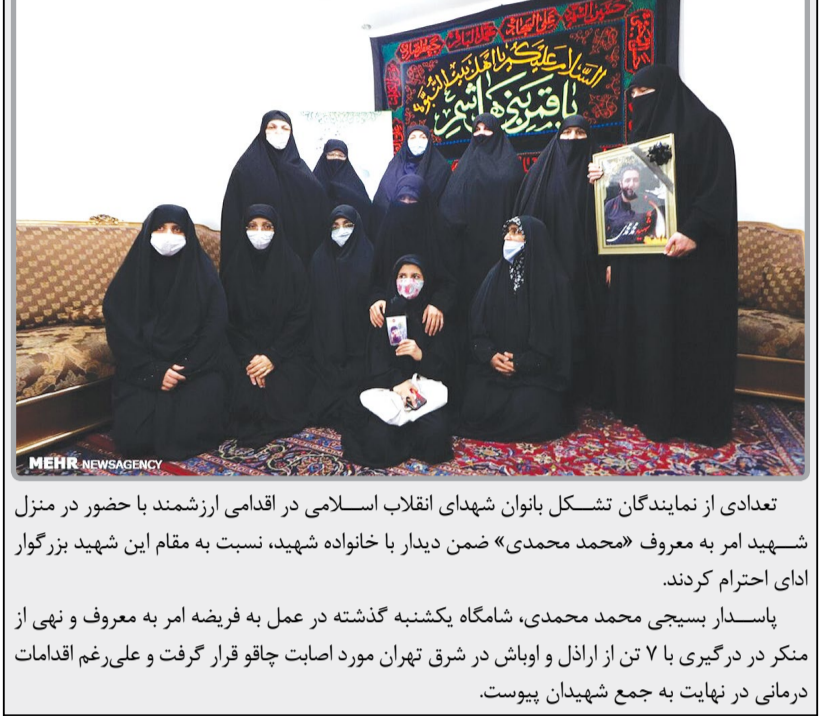 السلام علیکم یا اهل بیت النبوة
یا قمر بنی هاشم
MEHR NEWSAGENCY
تعدادی از نمایندگان تشکل بانوان شهدای انقلاب اسلامی در اقدامی ارزشمند با حضور در منزل
شهید امر به معروف «محمد محمدی» ضمن دیدار با خانواده شهید، نسبت به مقام این شهید بزرگوار
ادای احترام کردند.
پاسدار بسیجی محمد محمدی، شامگاه یکشنبه گذشته در عمل به فریضه امر به معروف و نهی از
منکر در درگیری با ۷ تن از اراذل و اوباش در شرق تهران مورد اصابت چاقو قرار گرفت و علی‌رغم اقدامات
درمانی در نهایت به جمع شهیدان پیوست.